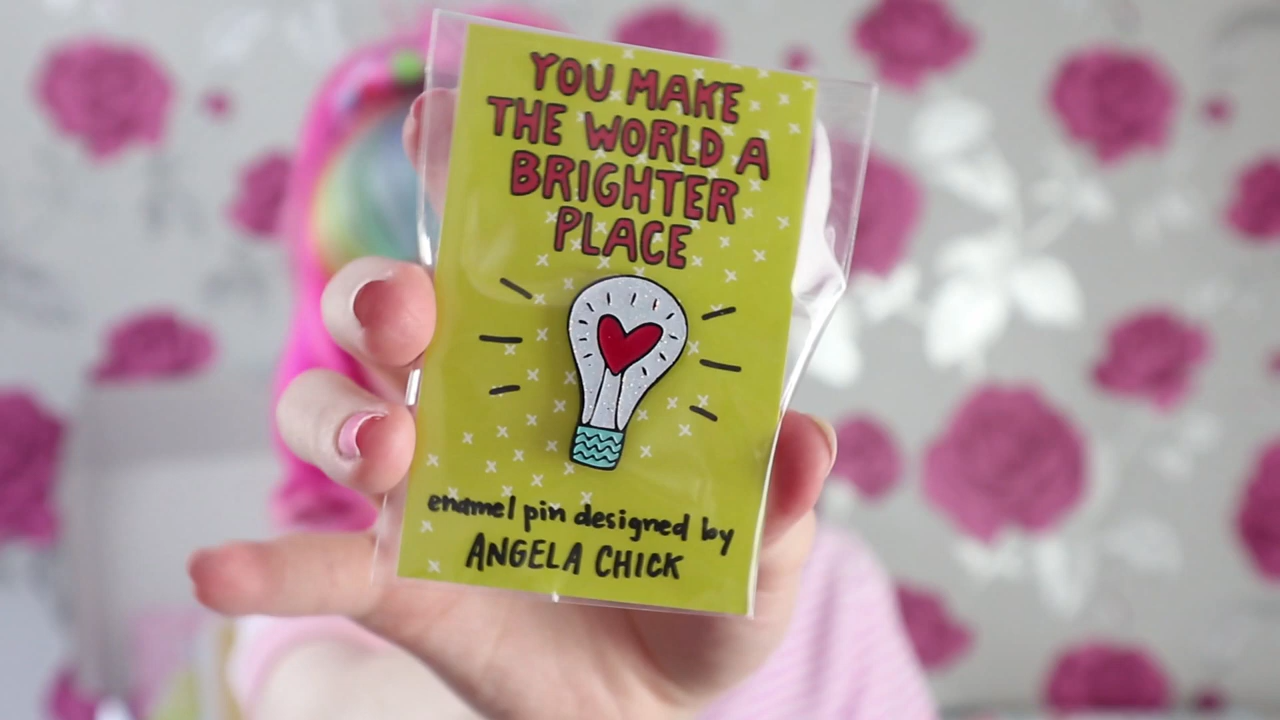 YOU MAKE
THE WORLD A
BRIGHTER
PLACE
enamel pin designed by
ANGELA CHICK